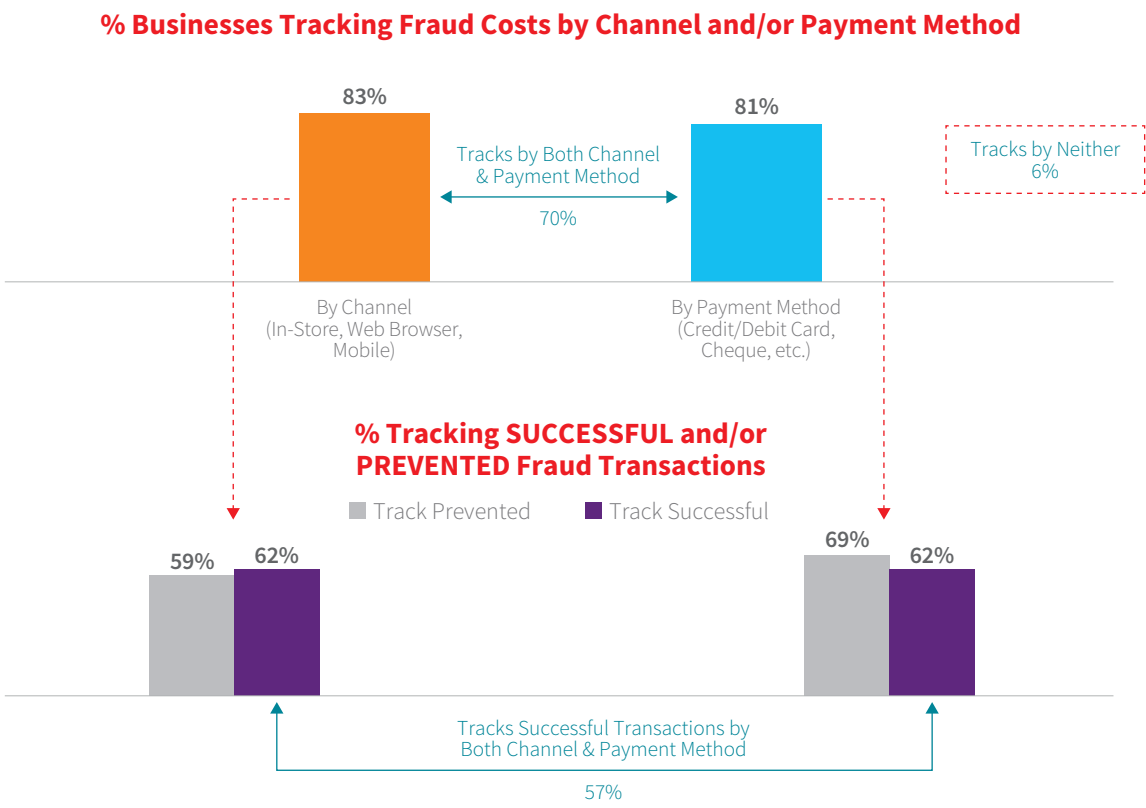 % Businesses Tracking Fraud Costs by Channel and/or Payment Method
83%
81%
Tracks by Both Channel
& Payment Method
70%
Tracks by Neither
6%
By Channel
(In-Store, Web Browser,
Mobile)
By Payment Method
(Credit/Debit Card,
Cheque, etc.)
% Tracking SUCCESSFUL and/or
PREVENTED Fraud Transactions
Track Prevented
Track Successful
59%
62%
69%
62%
Tracks Successful Transactions by
Both Channel & Payment Method
57%